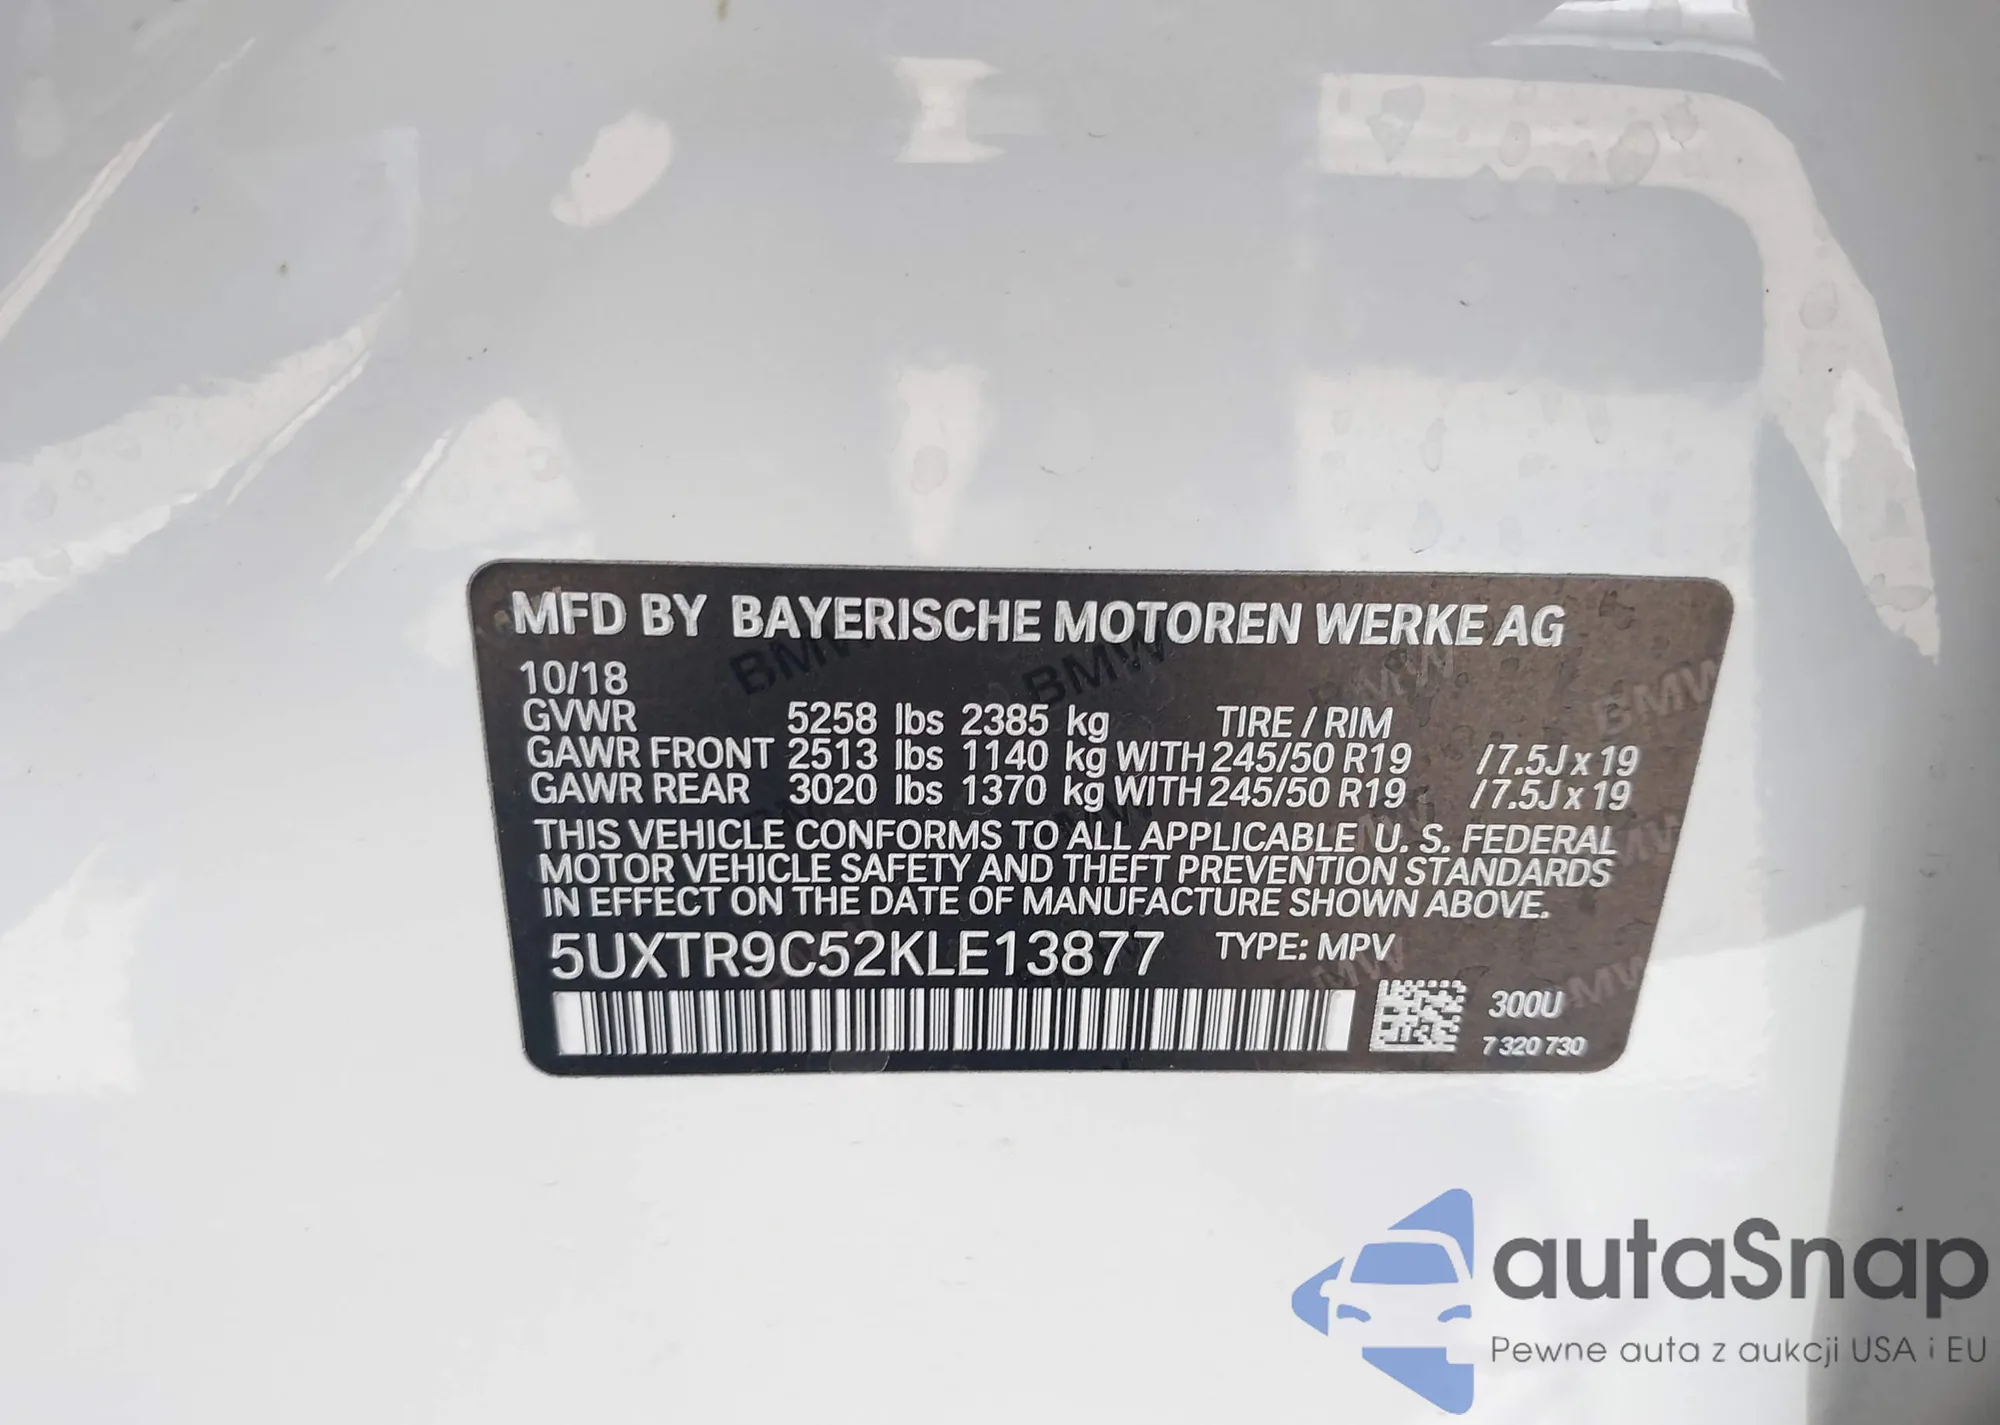 MFD BY BAYERISCHE MOTOREN WERKE AG
10/18
GVWR 5258 lbs 2385 kg TIRE / RIM
GAWR FRONT 2513 lbs 1140 kg WITH 245/50 R19 /7.5J x 19
GAWR REAR 3020 lbs 1370 kg WITH 245/50 R19 /7.5J x 19
THIS VEHICLE CONFORMS TO ALL APPLICABLE U. S. FEDERAL
MOTOR VEHICLE SAFETY AND THEFT PREVENTION STANDARDS
IN EFFECT ON THE DATE OF MANUFACTURE SHOWN ABOVE.
5UXTR9C52KLE13877 TYPE: MPV
300U
7 320 730
autaSnap
Pewne auta z aukcji USA i EU